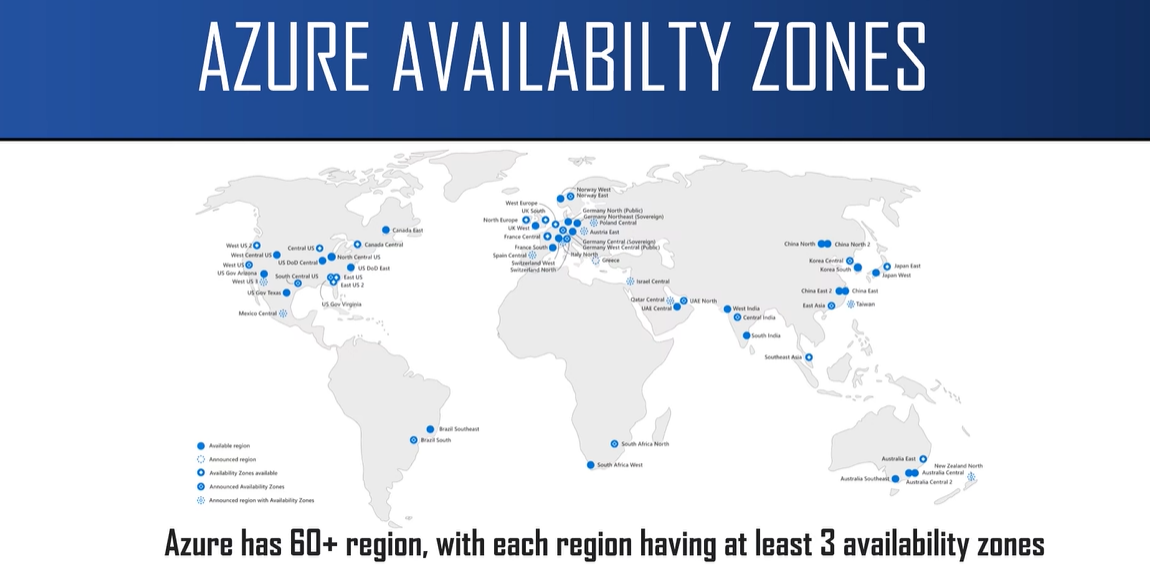 AZURE AVAILABILTY ZONES
Norway West
Norway East
West Europe
UK South
Germany North (Public)
Germany Northeast (Sovereign)
North Europe
Poland Central
UK West
Austria East
France Central
Germany Central (Sovereign)
Germany West Central (Public)
France South
Spain Central
Italy North
Switzerland West
Switzerland North
Greece
Canada East
West US 2
Central US
Canada Central
West Central US
North Central US
US DoD Central
West US
US DoD East
US Gov Arizona
South Central US
East US
West US 3
East US 2
US Gov Texas
US Gov Virginia
Mexico Central
Israel Central
Qatar Central
UAE North
UAE Central
West India
Central India
South India
China North
China North 2
Korea Central
Korea South
Japan East
Japan West
China East 2
China East
East Asia
Taiwan
Southeast Asia
Brazil Southeast
Brazil South
South Africa North
South Africa West
Australia East
New Zealand North
Australia Central
Australia Southeast
Australia Central 2
Available region
Announced region
Availability Zones available
Announced Availability Zones
Announced region with Availability Zones
Azure has 60+ region, with each region having at least 3 availability zones